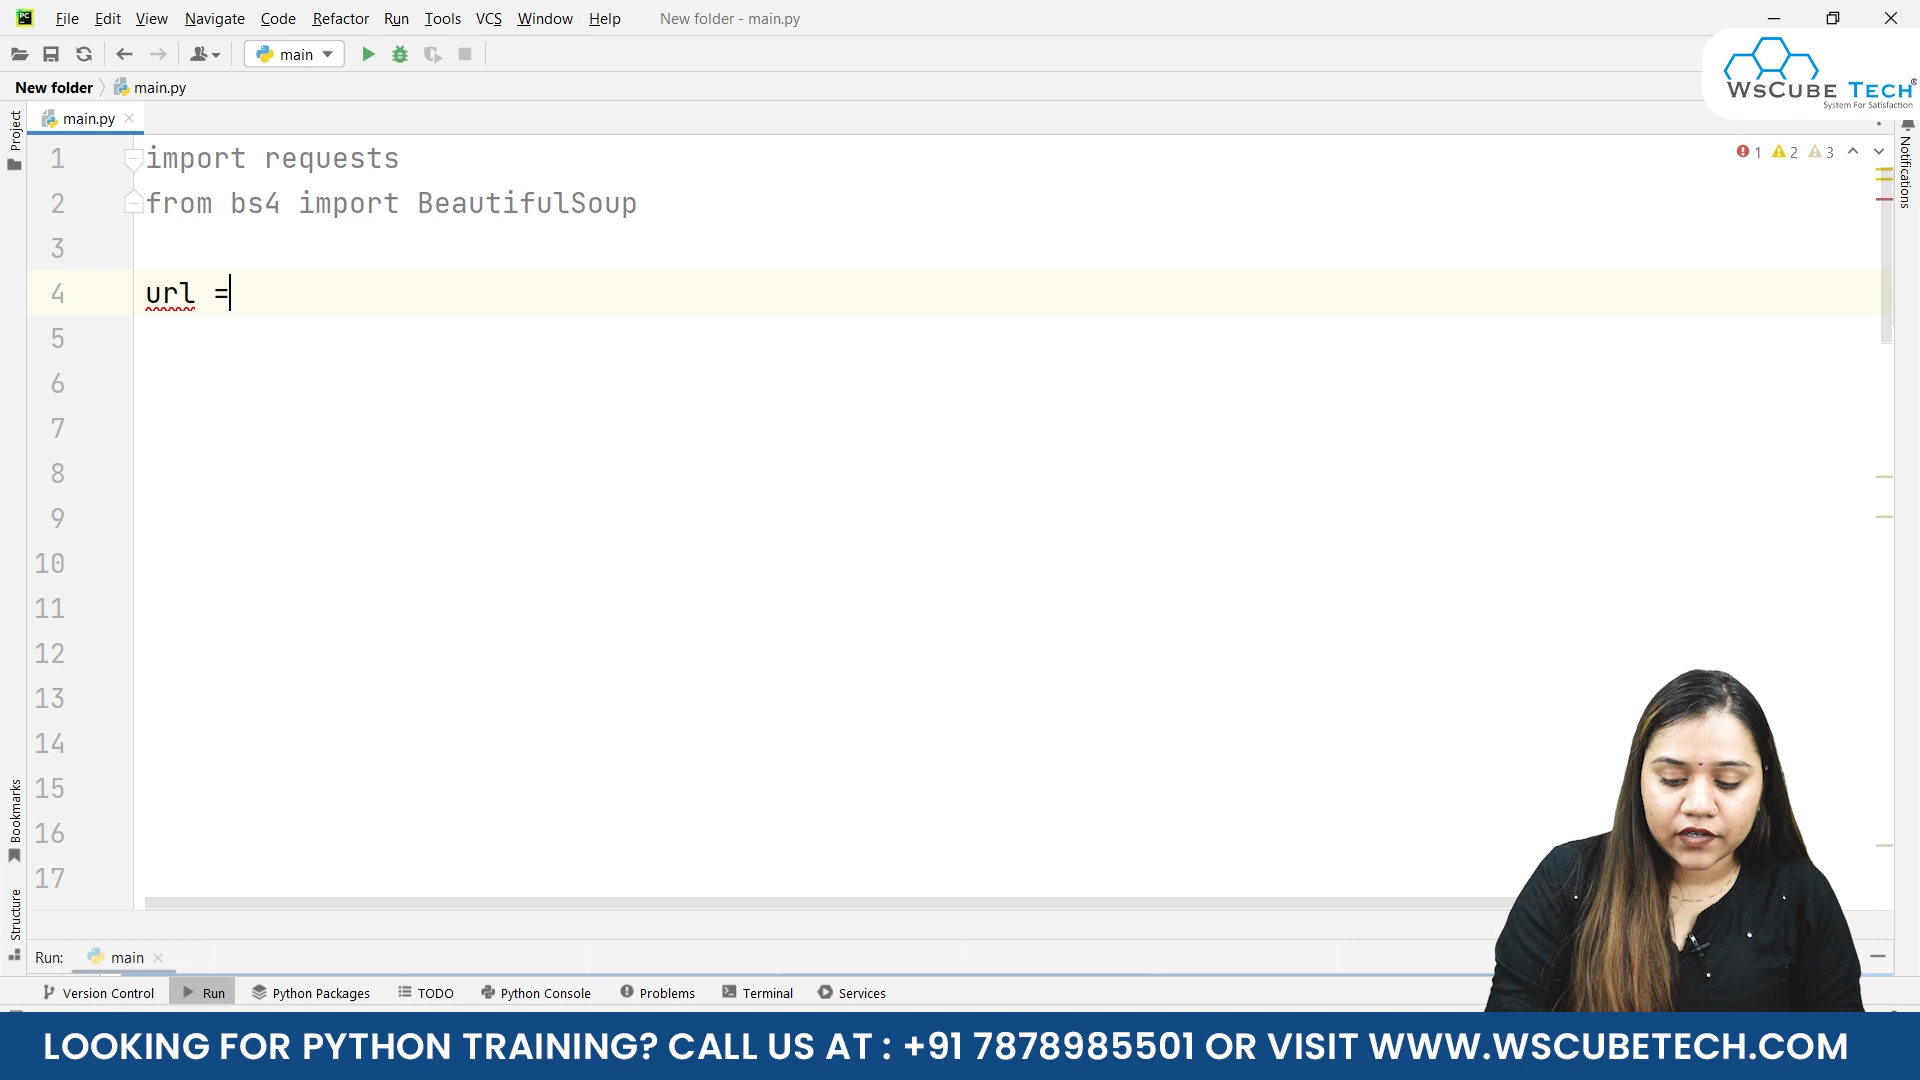 File Edit View Navigate Code Refactor Run Tools VCS Window Help New folder - main.py
main
WsCube Tech®
System For Satisfaction
New folder main.py
Project
main.py
Notifications
1 import requests
1 2 3
2 from bs4 import BeautifulSoup
3
4 url =
5
6
7
8
9
10
11
12
13
14
15
16
17
Bookmarks
Structure
Run: main
Version Control Run Python Packages TODO Python Console Problems Terminal Services
LOOKING FOR PYTHON TRAINING? CALL US AT : +91 7878985501 OR VISIT WWW.WSCUBETECH.COM